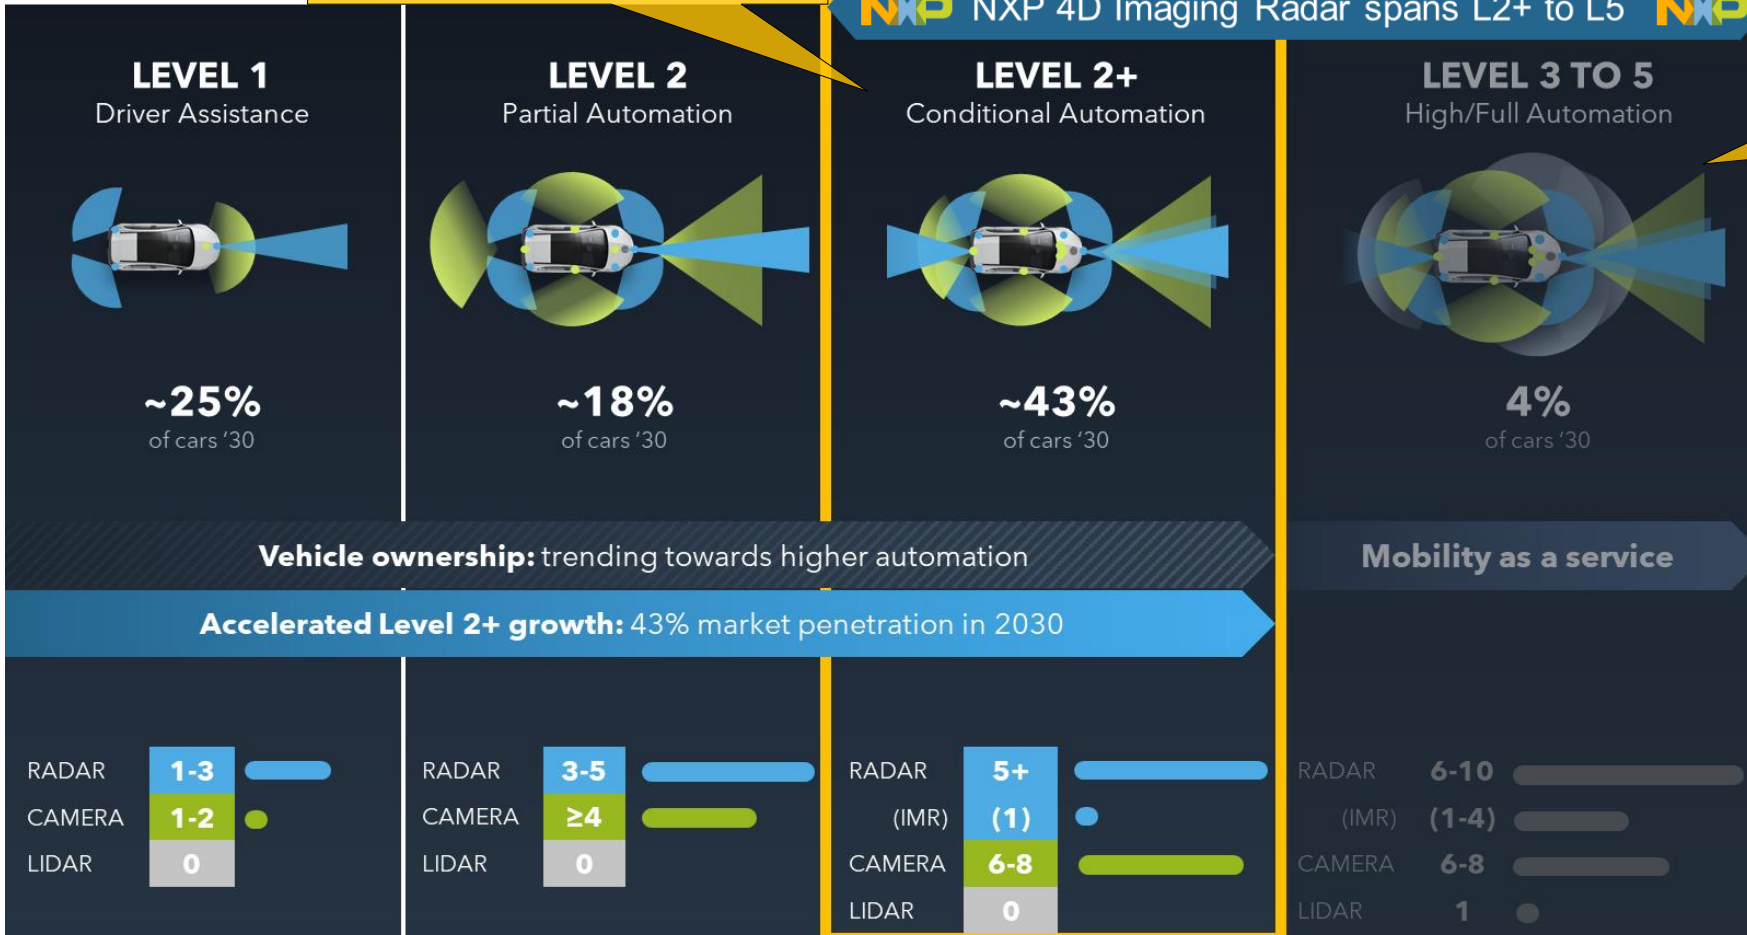 NXP NXP 4D Imaging Radar spans L2+ to L5 NXP
LEVEL 1
Driver Assistance
~25%
of cars ‘30
LEVEL 2
Partial Automation
~18%
of cars ‘30
LEVEL 2+
Conditional Automation
~43%
of cars ‘30
LEVEL 3 TO 5
High/Full Automation
4%
of cars ‘30
Vehicle ownership: trending towards higher automation
Mobility as a service
Accelerated Level 2+ growth: 43% market penetration in 2030
RADAR 1-3
CAMERA 1-2
LIDAR 0
RADAR 3-5
CAMERA ≥4
LIDAR 0
RADAR 5+
(IMR) (1)
CAMERA 6-8
LIDAR 0
RADAR 6-10
(IMR) (1-4)
CAMERA 6-8
LIDAR 1